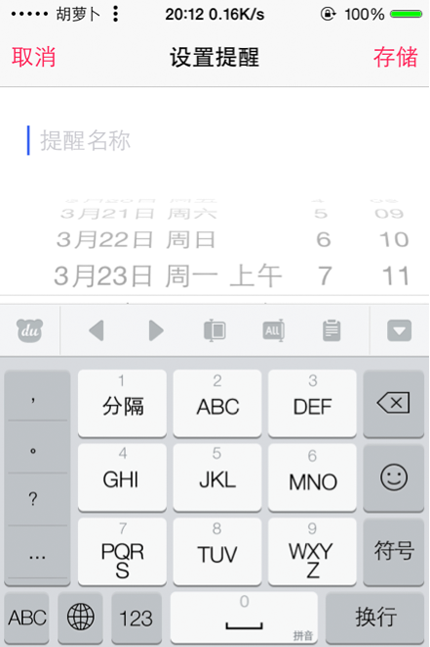 胡萝卜 20:12 0.16K/s 100%
取消 设置提醒 存储
提醒名称
3月21日 周六 5 09
3月22日 周日 6 10
3月23日 周一 上午 7 11
du ALL
， 1 2 3
分隔 ABC DEF
。 4 5 6
GHI JKL MNO
？ 7 8 9
… PQRS TUV WXYZ 符号
ABC 123 0 拼音 换行